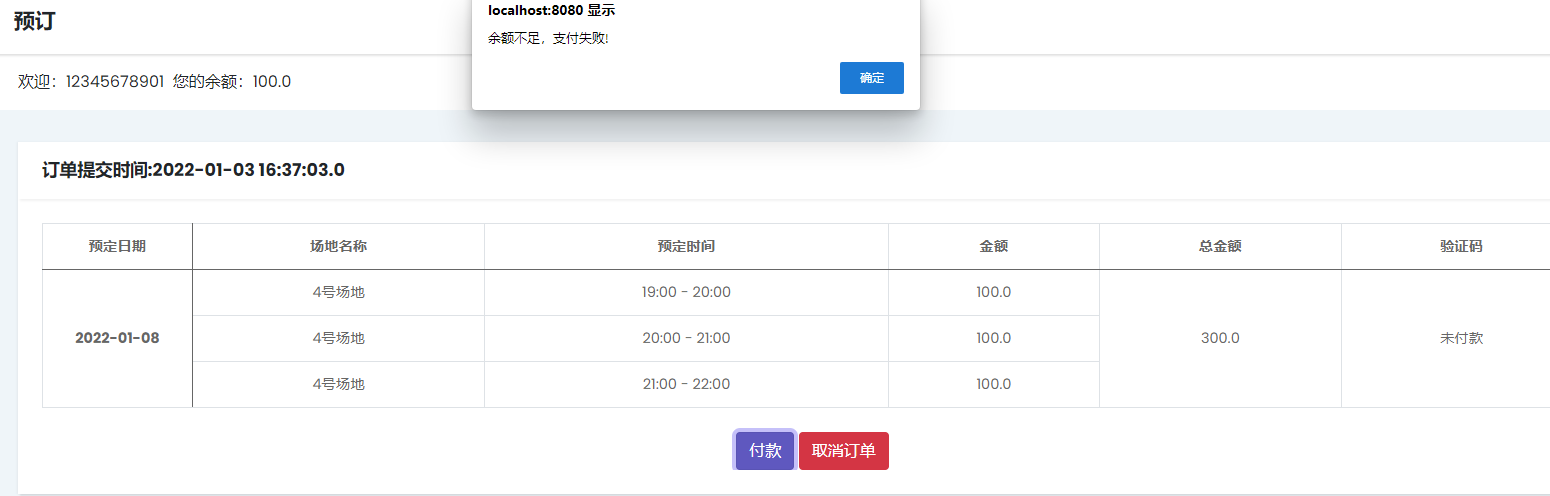 预订
localhost:8080 显示
余额不足，支付失败!
确定
欢迎：12345678901 您的余额：100.0
订单提交时间:2022-01-03 16:37:03.0
预定日期 场地名称 预定时间 金额 总金额 验证码
4号场地 19:00 - 20:00 100.0
2022-01-08 4号场地 20:00 - 21:00 100.0 300.0 未付款
4号场地 21:00 - 22:00 100.0
付款 取消订单